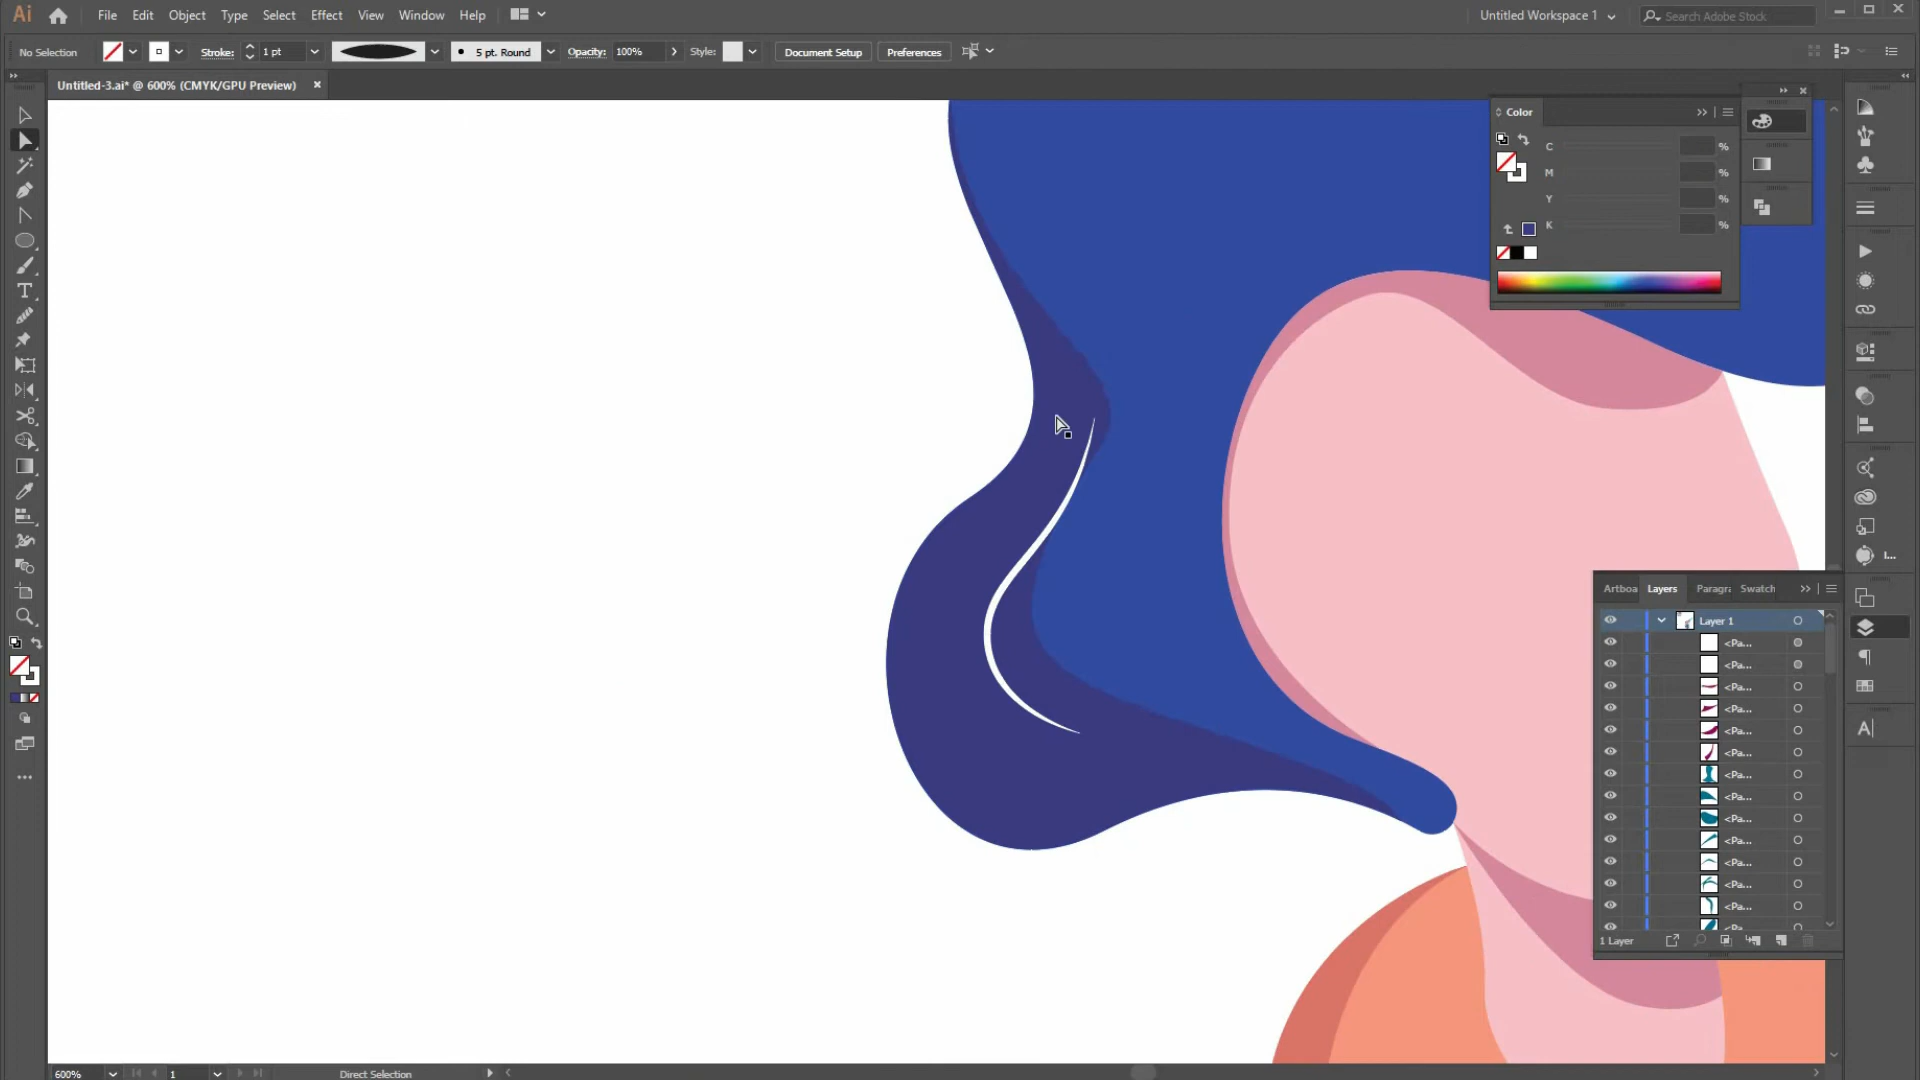 Ai File Edit Object Type Select Effect View Window Help Untitled Workspace 1 Search Adobe Stock
No Selection Stroke: 1 pt 5 pt. Round Opacity: 100% Style: Document Setup Preferences
Untitled-3.ai* @ 600% (CMYK/GPU Preview)
Color
C %
M %
Y %
K %
I...
Artboa Layers Paragra Swatch
Layer 1
<Pa...
<Pa...
<Pa...
<Pa...
<Pa...
<Pa...
<Pa...
<Pa...
<Pa...
<Pa...
<Pa...
<Pa...
<Pa...
<Pa...
1 Layer
600% 1 Direct Selection